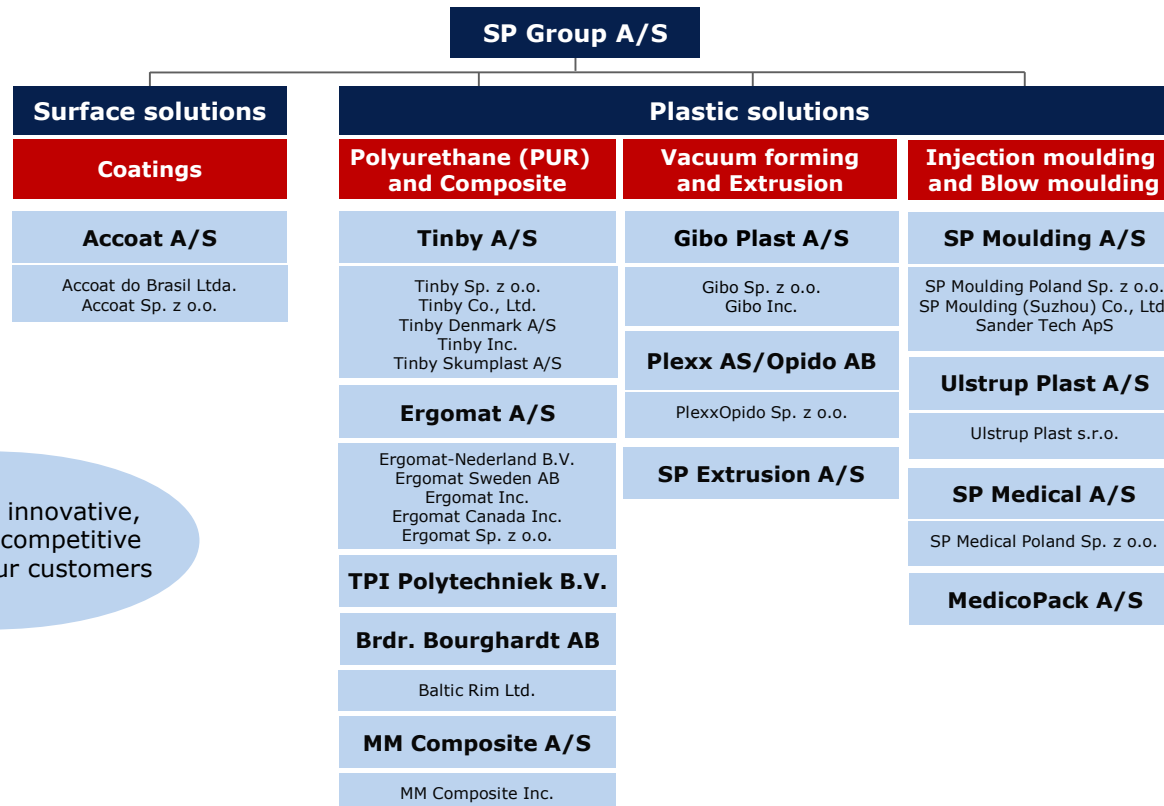 SP Group A/S
Surface solutions
Coatings
Accoat A/S
Accoat do Brasil Ltda.
Accoat Sp. z o.o.
innovative,
competitive
ur customers
Plastic solutions
Polyurethane (PUR)
and Composite
Tinby A/S
Tinby Sp. z o.o.
Tinby Co., Ltd.
Tinby Denmark A/S
Tinby Inc.
Tinby Skumplast A/S
Ergomat A/S
Ergomat-Nederland B.V.
Ergomat Sweden AB
Ergomat Inc.
Ergomat Canada Inc.
Ergomat Sp. z o.o.
TPI Polytechniek B.V.
Brdr. Bourghardt AB
Baltic Rim Ltd.
MM Composite A/S
MM Composite Inc.
Vacuum forming
and Extrusion
Gibo Plast A/S
Gibo Sp. z o.o.
Gibo Inc.
Plexx AS/Opido AB
PlexxOpido Sp. z o.o.
SP Extrusion A/S
Injection moulding
and Blow moulding
SP Moulding A/S
SP Moulding Poland Sp. z o.o.
SP Moulding (Suzhou) Co., Ltd
Sander Tech ApS
Ulstrup Plast A/S
Ulstrup Plast s.r.o.
SP Medical A/S
SP Medical Poland Sp. z o.o.
MedicoPack A/S